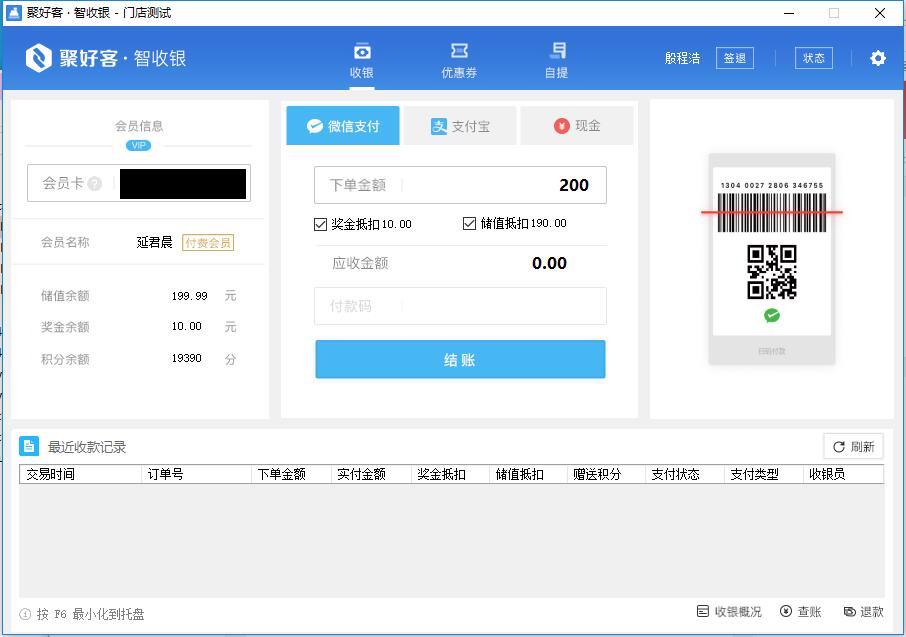 聚好客 · 智收银 - 门店测试
聚好客 · 智收银
收银
优惠券
自提
殷程浩
签退
状态
会员信息
VIP
会员卡 ?
会员名称 延君晨 付费会员
储值余额 199.99 元
奖金余额 10.00 元
积分余额 19390 分
微信支付
支付宝
现金
下单金额 200
奖金抵扣10.00 储值抵扣190.00
应收金额 0.00
付款码
结 账
1304 0027 2806 346755
扫码付款
最近收款记录
刷新
交易时间 订单号 下单金额 实付金额 奖金抵扣 储值抵扣 赠送积分 支付状态 支付类型 收银员
按 F6 最小化到托盘
收银概况 查账 退款